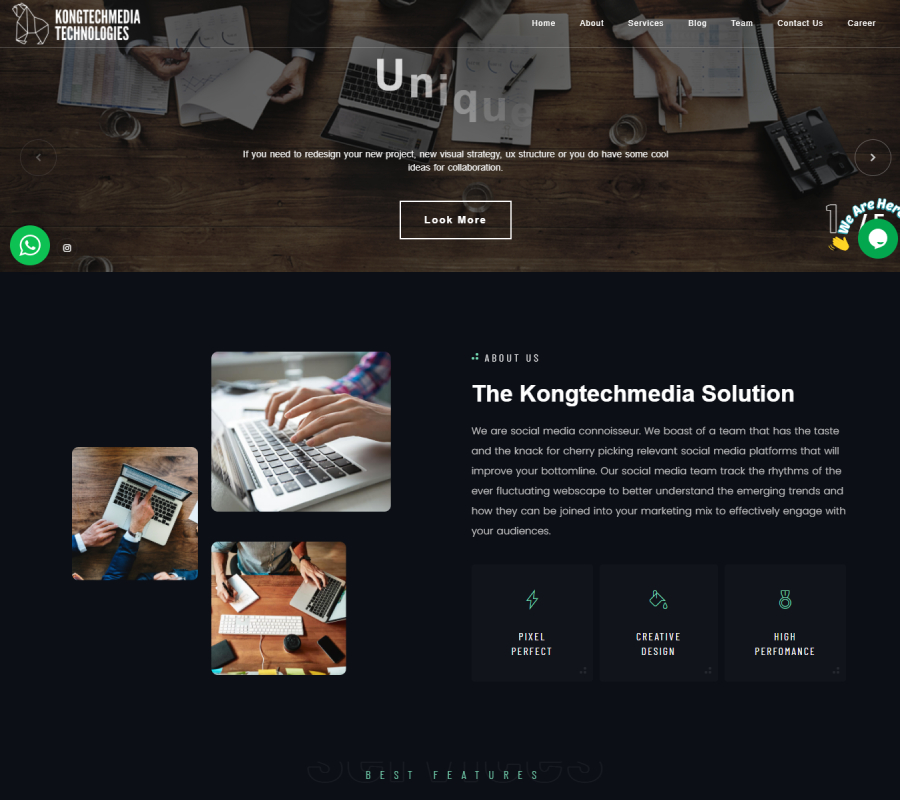 KONGTECHMEDIA
TECHNOLOGIES
Home About Services Blog Team Contact Us Career
Unique
If you need to redesign your new project, new visual strategy, ux structure or you do have some cool
ideas for collaboration.
Look More
We Are Here
1 / 5
ABOUT US
The Kongtechmedia Solution
We are social media connoisseur. We boast of a team that has the taste
and the knack for cherry picking relevant social media platforms that will
improve your bottomline. Our social media team track the rhythms of the
ever fluctuating webscape to better understand the emerging trends and
how they can be joined into your marketing mix to effectively engage with
your audiences.
PIXEL
PERFECT
CREATIVE
DESIGN
HIGH
PERFOMANCE
SERVICES
BEST FEATURES